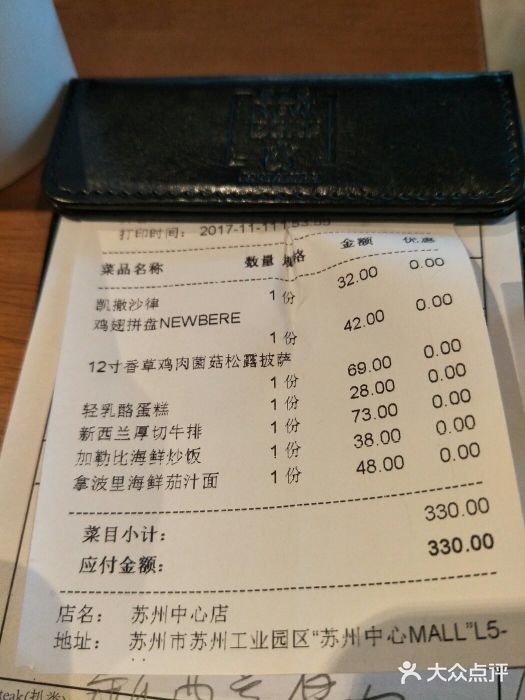 打印时间: 2017-11-11
菜品名称 数量 规格 金额 优惠
凯撒沙律 1 份 32.00 0.00
鸡翅拼盘NEWBERE
1 份 42.00 0.00
12寸香草鸡肉菌菇松露披萨
1 份 69.00 0.00
轻乳酪蛋糕 1 份 28.00 0.00
新西兰厚切牛排 1 份 73.00 0.00
加勒比海鲜炒饭 1 份 38.00 0.00
拿波里海鲜茄汁面 1 份 48.00 0.00
菜目小计: 330.00
应付金额: 330.00
店名: 苏州中心店
地址: 苏州市苏州工业园区“苏州中心MALL”L5-
大众点评